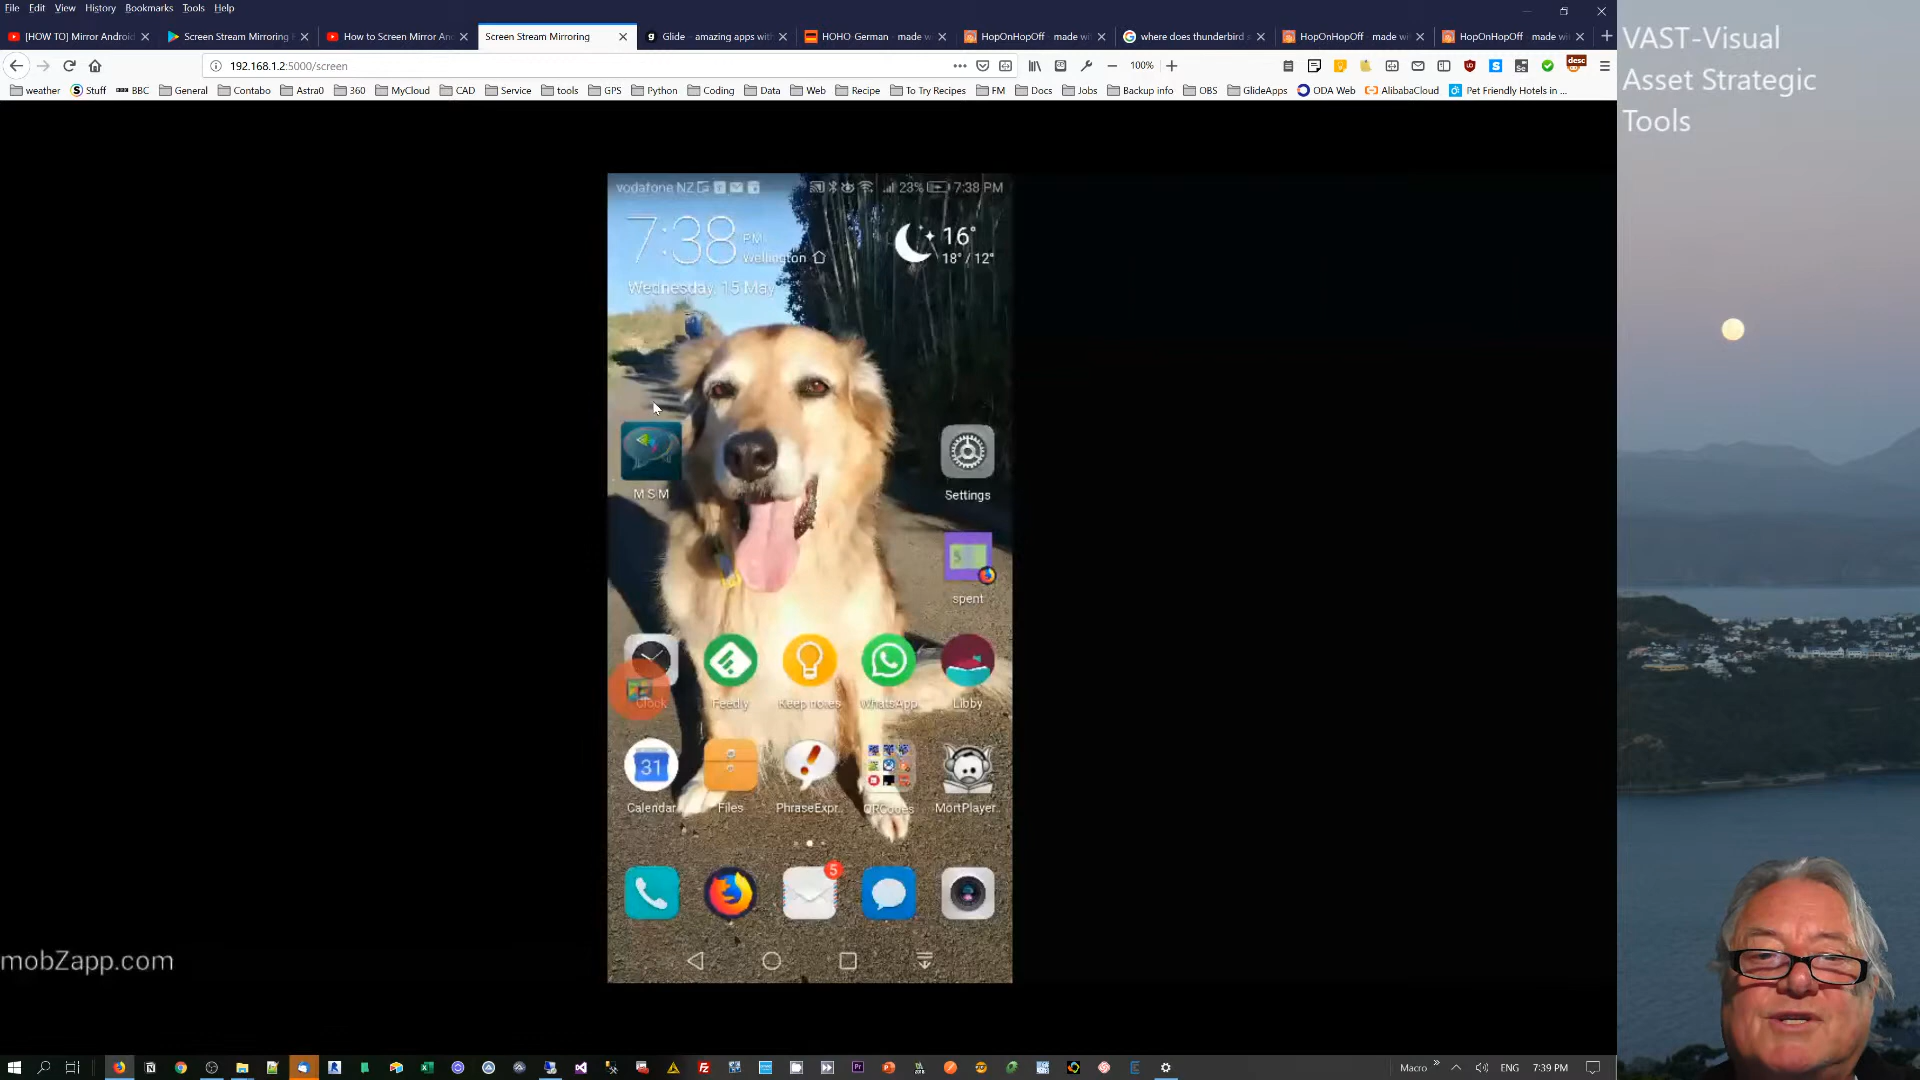 File Edit View History Bookmarks Tools Help
[HOW TO] Mirror Android
Screen Stream Mirroring
How to Screen Mirror An
Screen Stream Mirroring
Glide - amazing apps wit
HOHO German - made w
HopOnHopOff - made wi
where does thunderbird s
HopOnHopOff - made wi
HopOnHopOff - made wi
192.168.1.2:5000/screen
100%
desc
weather Stuff BBC General Contabo Astra0 360 MyCloud CAD Service tools GPS Python Coding Data Web Recipe To Try Recipes FM Docs Jobs Backup info OBS GlideApps ODA Web AlibabaCloud Pet Friendly Hotels in ...
VAST-Visual
Asset Strategic
Tools
vodafone NZ 23% 7:38 PM
7:38 PM
Wellington
Wednesday, 15 May
16°
18° / 12°
M S M
Settings
spent
Clock Feedly Keep notes WhatsApp Libby
31
Calendar Files PhraseExpr.. QRCodes MortPlayer.
5
mobZapp.com
Macro ENG 7:39 PM